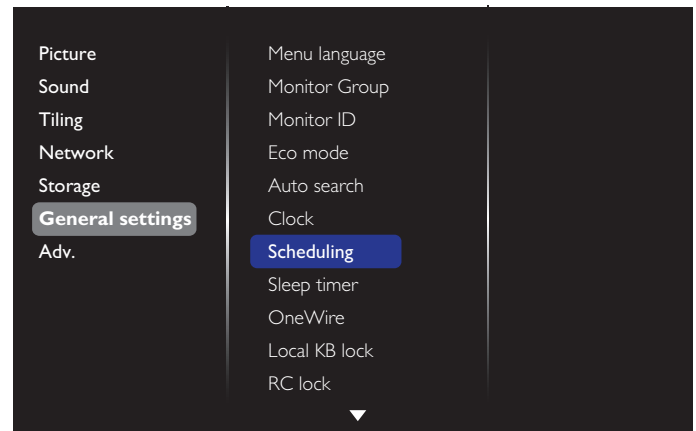 Picture
Sound
Tiling
Network
Storage
General settings
Adv.
Menu language
Monitor Group
Monitor ID
Eco mode
Auto search
Clock
Scheduling
Sleep timer
OneWire
Local KB lock
RC lock